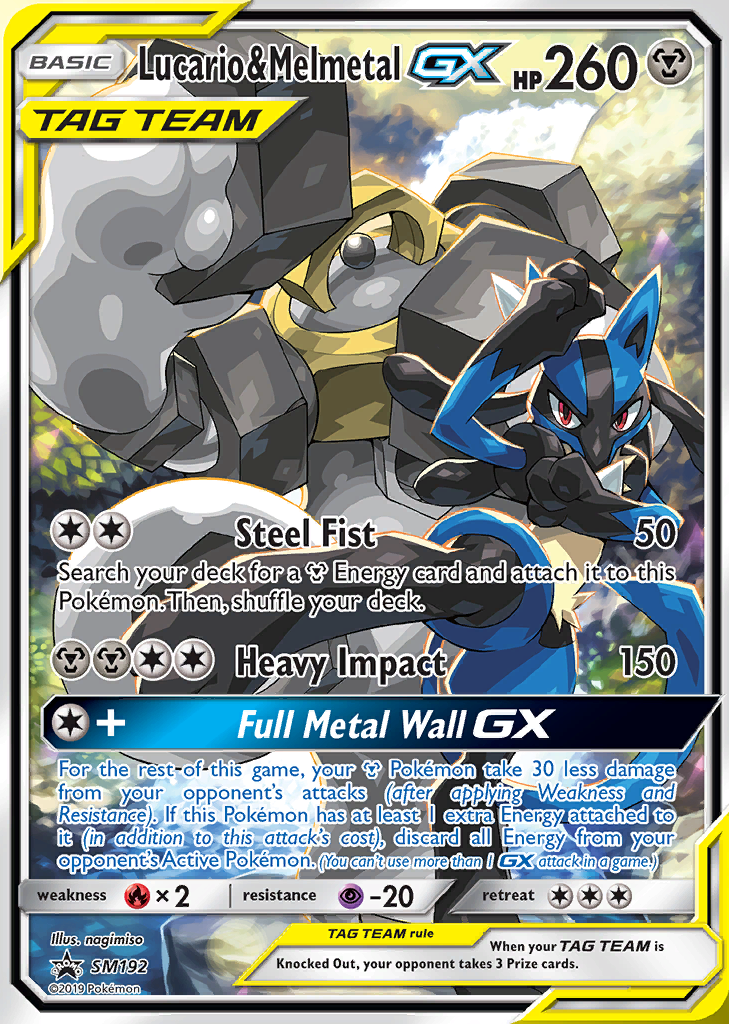 BASIC
Lucario&Melmetal GX HP260
TAG TEAM
Steel Fist 50
Search your deck for a Energy card and attach it to this
Pokémon. Then, shuffle your deck.
Heavy Impact 150
+ Full Metal Wall GX
For the rest of this game, your Pokémon take 30 less damage
from your opponent's attacks (after applying Weakness and
Resistance). If this Pokémon has at least 1 extra Energy attached to
it (in addition to this attack's cost), discard all Energy from your
opponent's Active Pokémon. (You can't use more than 1 GX attack in a game.)
weakness ×2 resistance -20 retreat
Illus. nagimiso
TAG TEAM rule
When your TAG TEAM is
Knocked Out, your opponent takes 3 Prize cards.
SM192
©2019 Pokémon